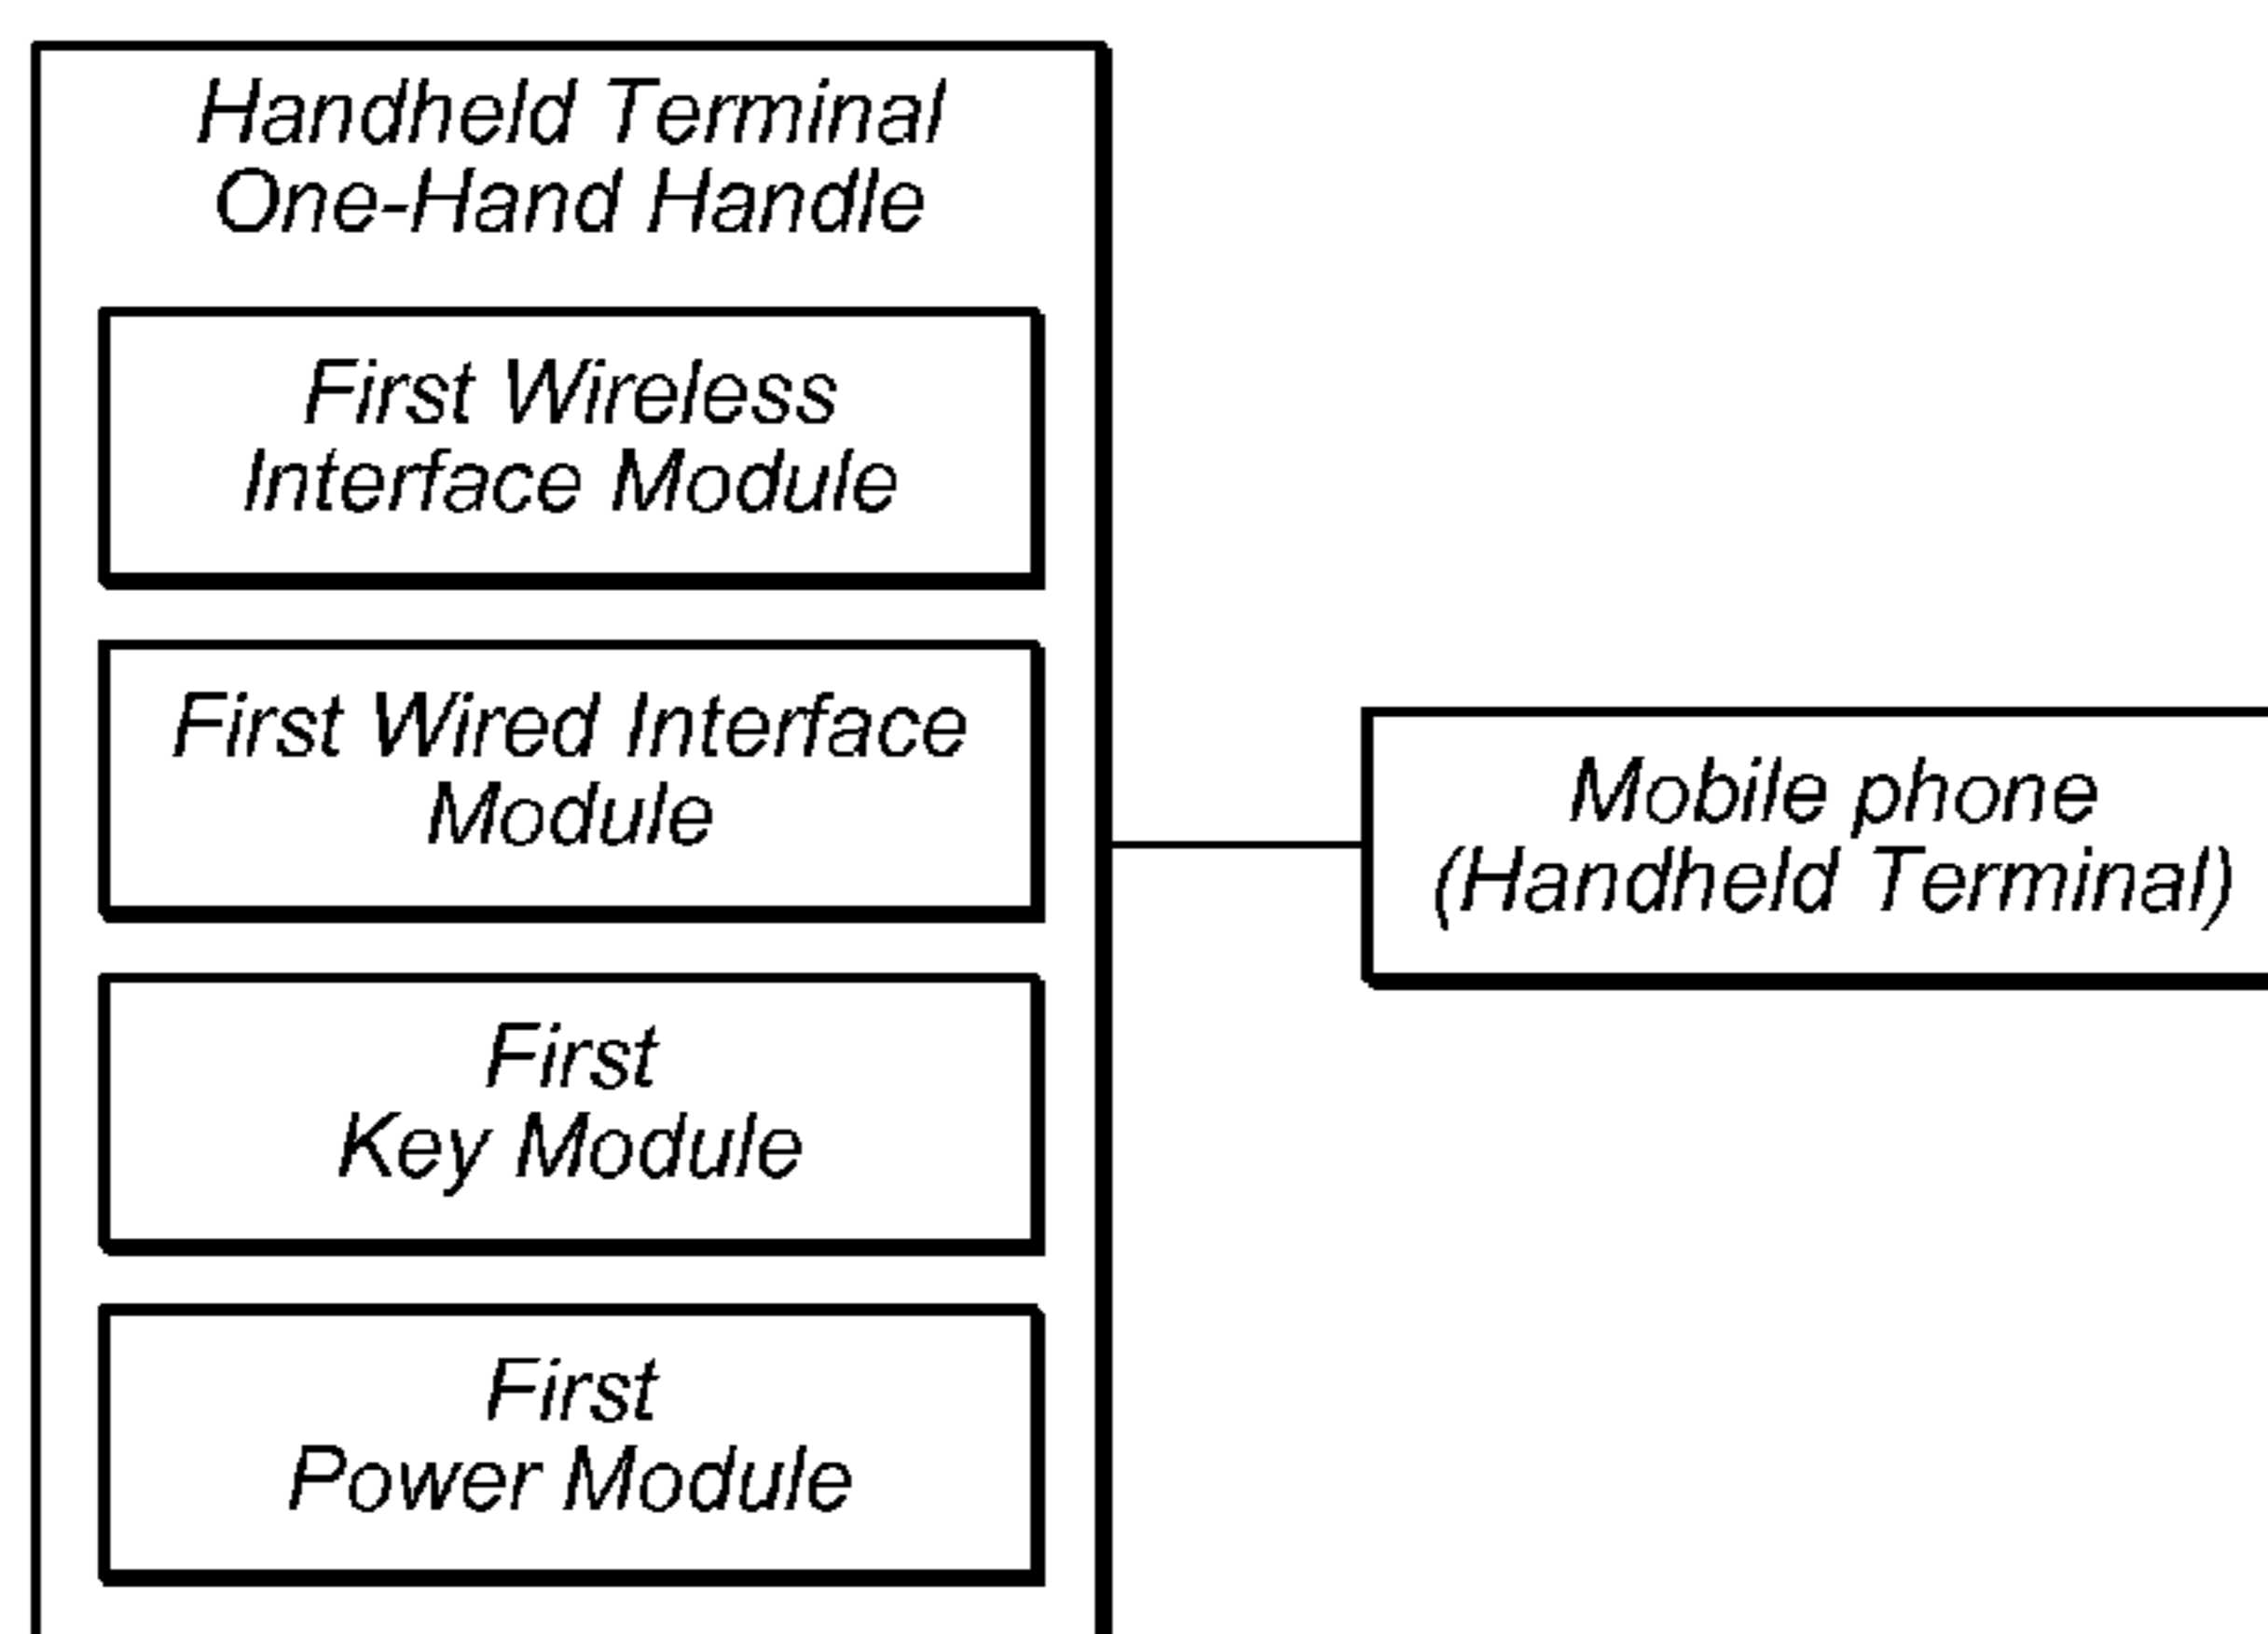 Handheld Terminal
One-Hand Handle
First Wireless
Interface Module
First Wired Interface
Module
First
Key Module
First
Power Module
Mobile phone
(Handheld Terminal)